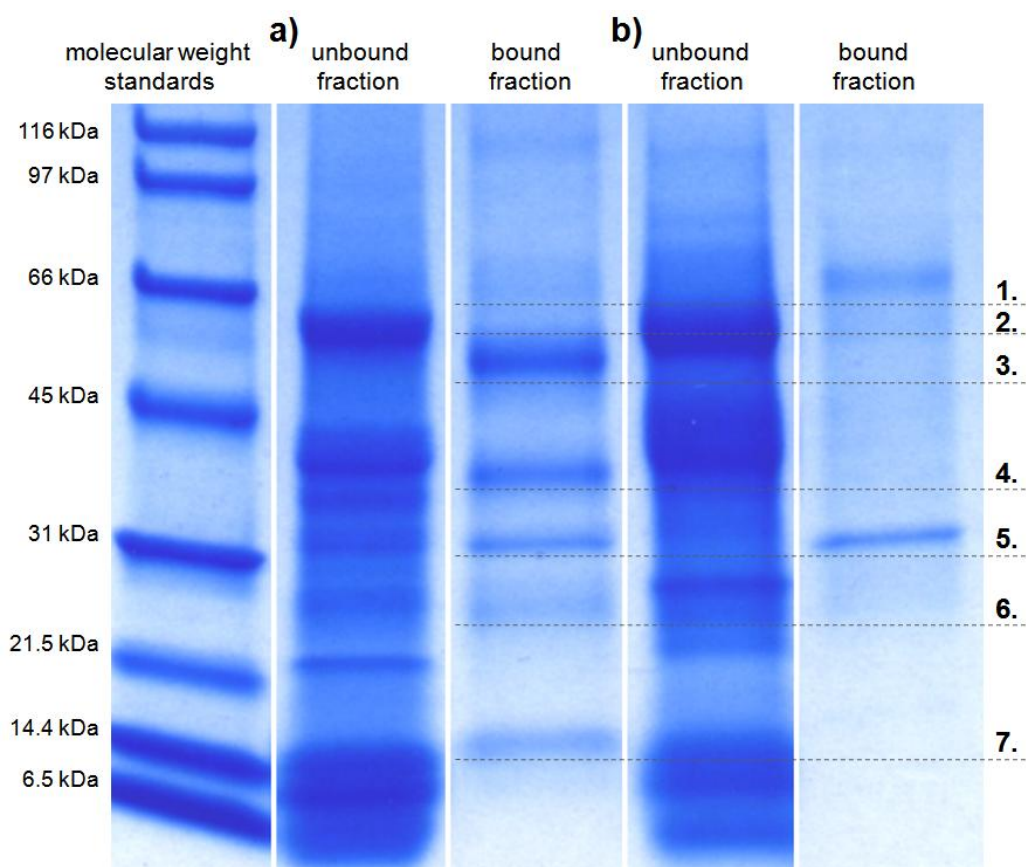 a)
b)
molecular weight
standards
unbound
fraction
bound
fraction
unbound
fraction
bound
fraction
116 kDa
97 kDa
66 kDa
45 kDa
31 kDa
21.5 kDa
14.4 kDa
6.5 kDa
1.
2.
3.
4.
5.
6.
7.